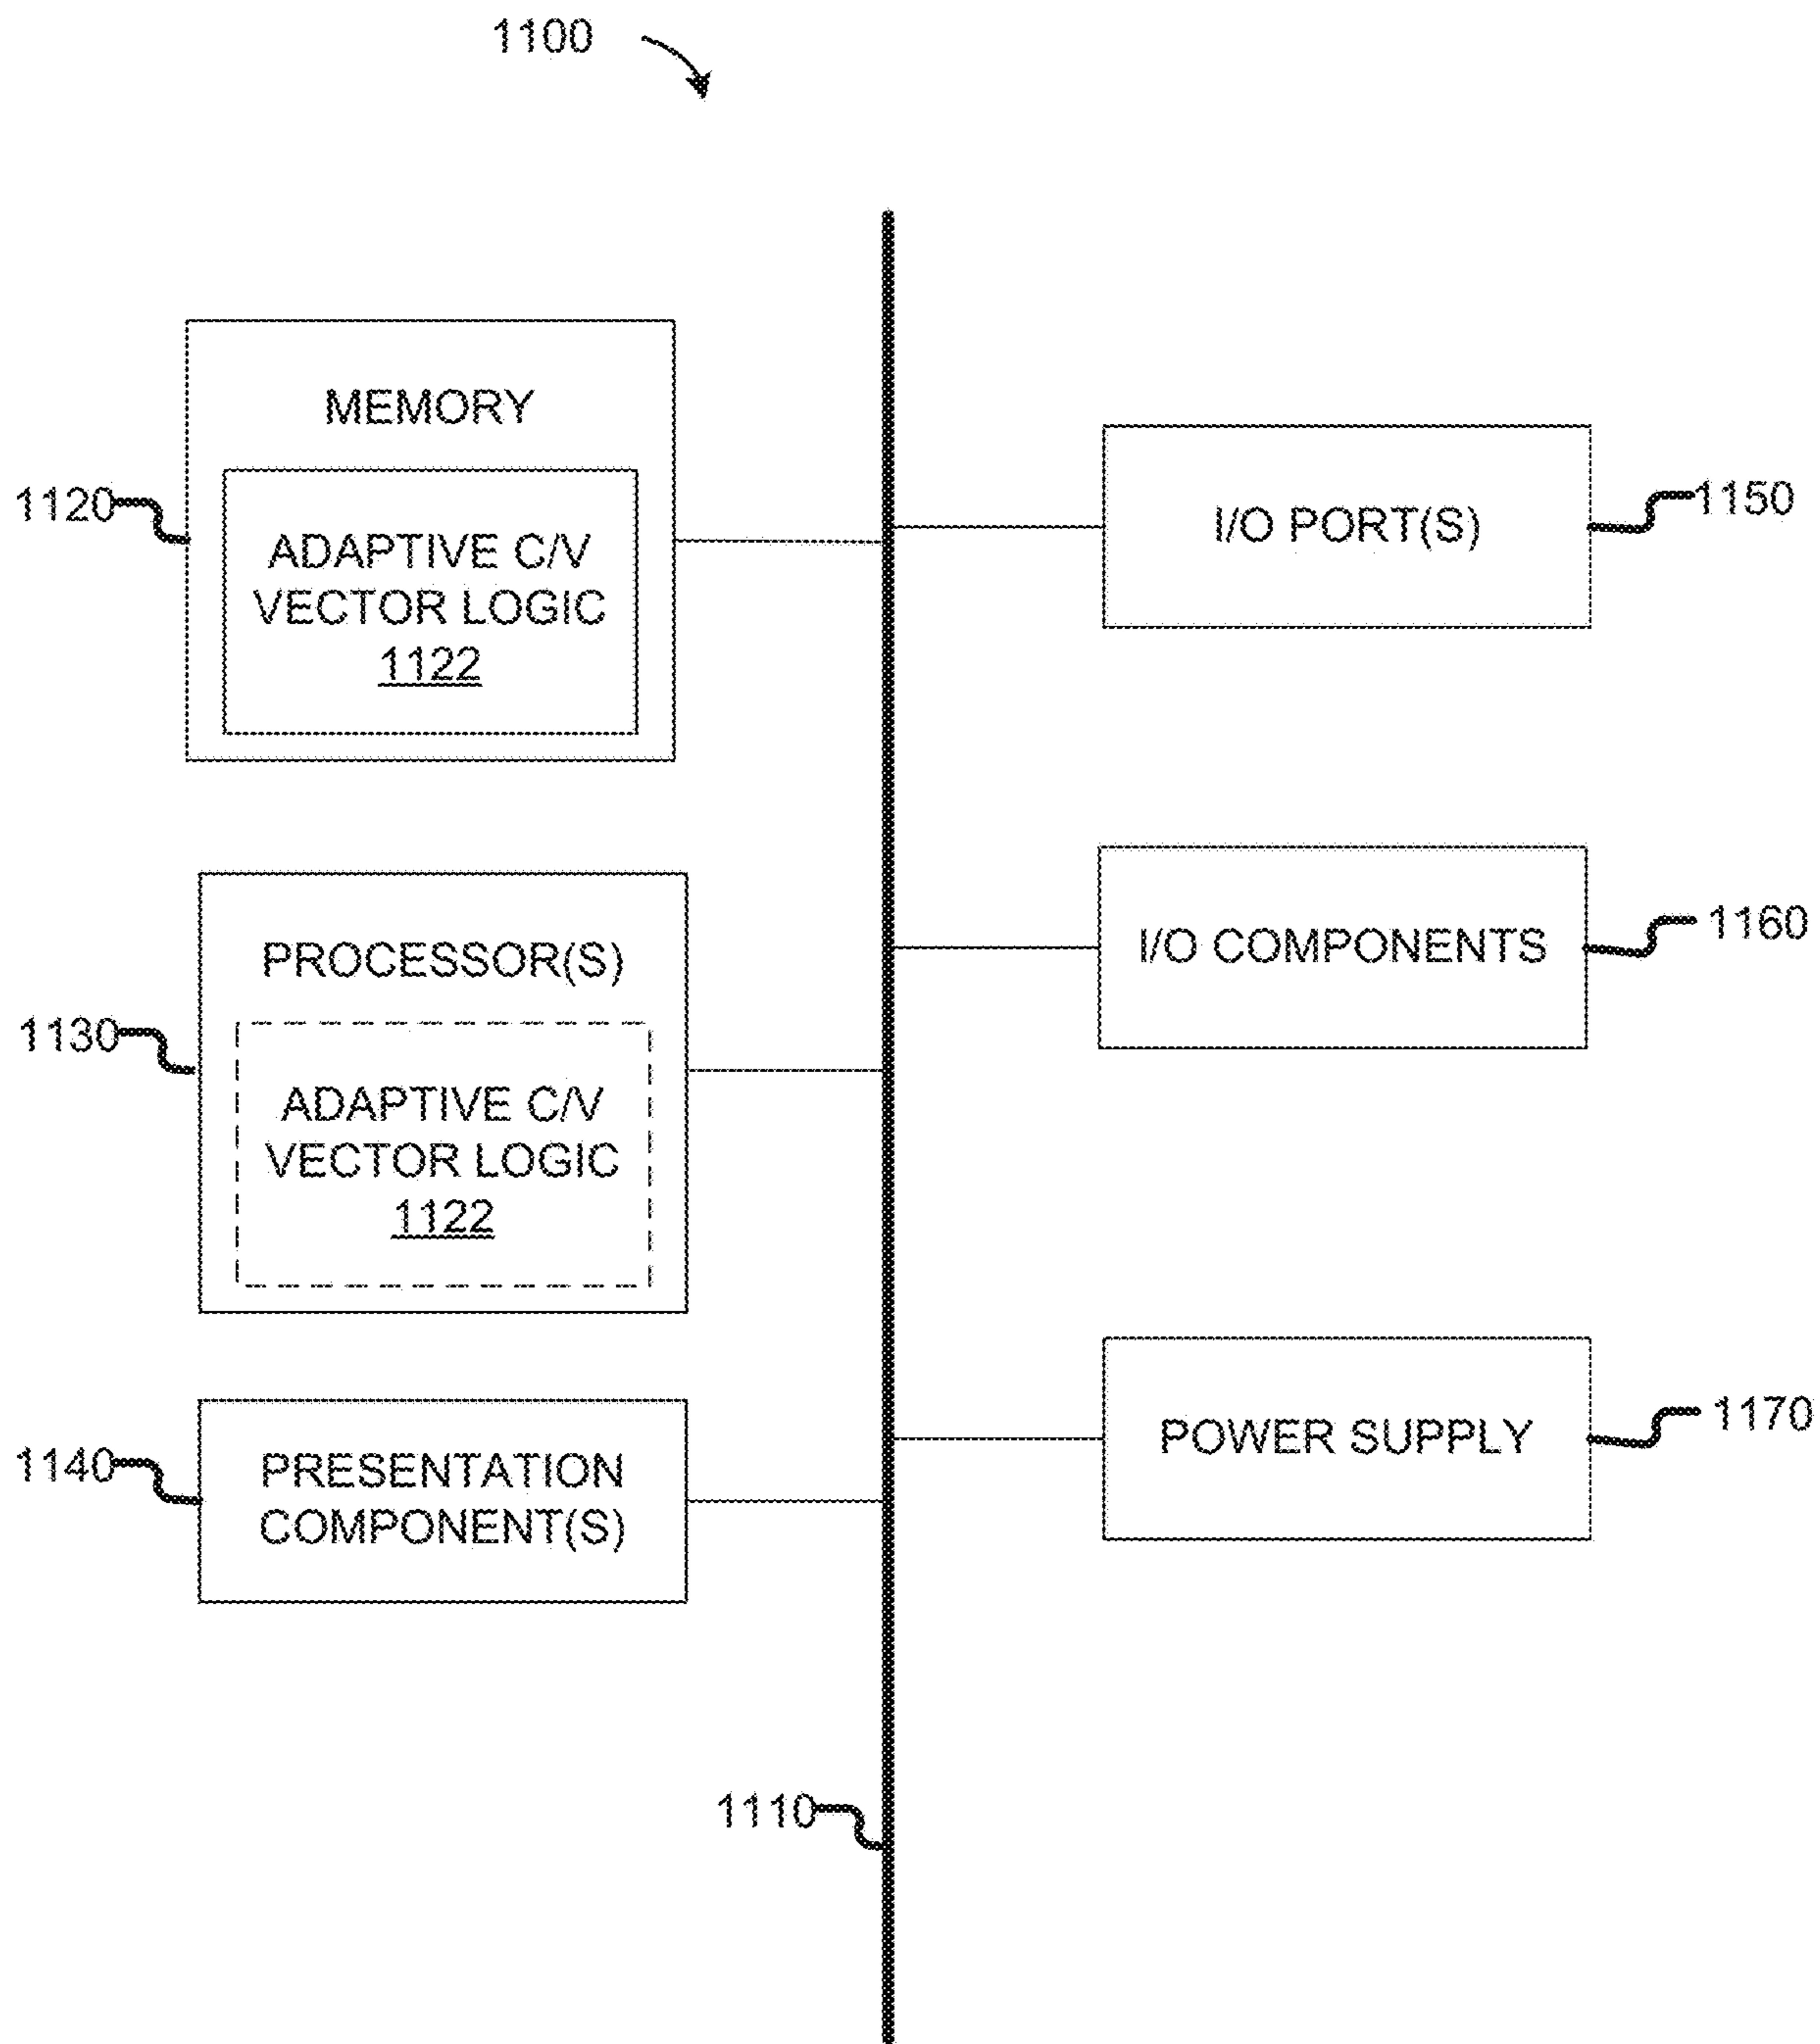 1100
MEMORY
1120
ADAPTIVE C/V
VECTOR LOGIC
1122
PROCESSOR(S)
1130
ADAPTIVE C/V
VECTOR LOGIC
1122
1140
PRESENTATION
COMPONENT(S)
I/O PORT(S)
1150
I/O COMPONENTS
1160
POWER SUPPLY
1170
1110